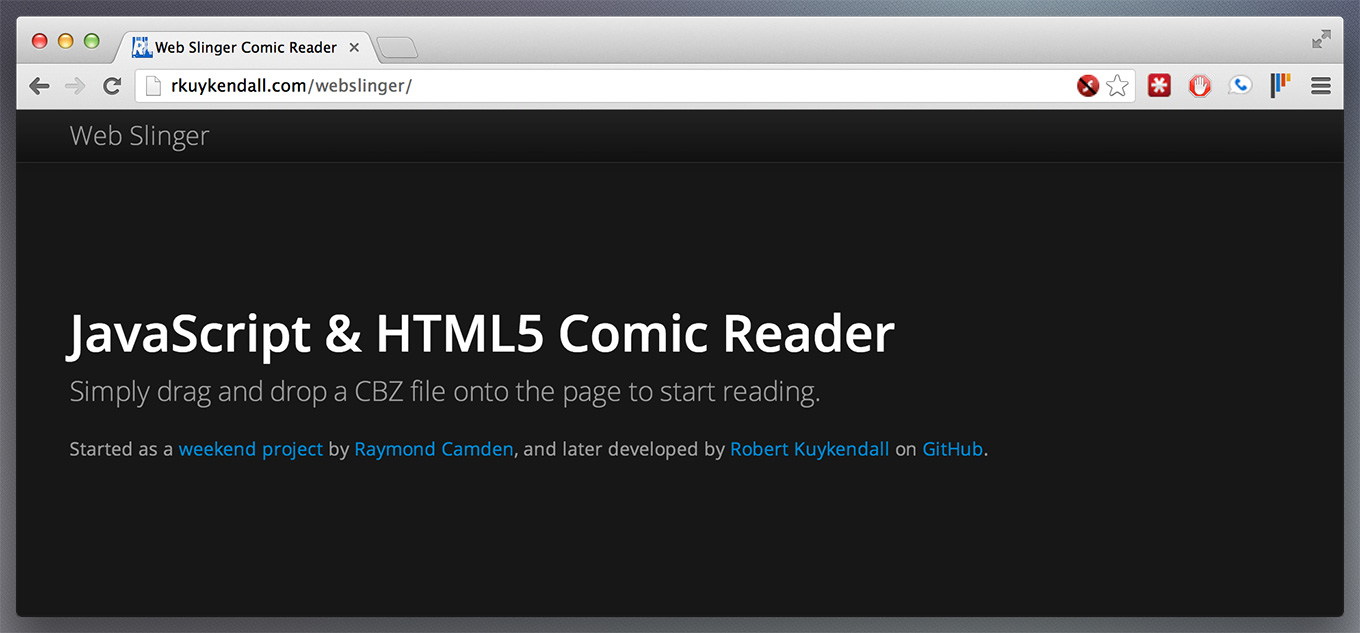 Web Slinger Comic Reader
rkuykendall.com/webslinger/
Web Slinger
JavaScript & HTML5 Comic Reader
Simply drag and drop a CBZ file onto the page to start reading.
Started as a weekend project by Raymond Camden, and later developed by Robert Kuykendall on GitHub.